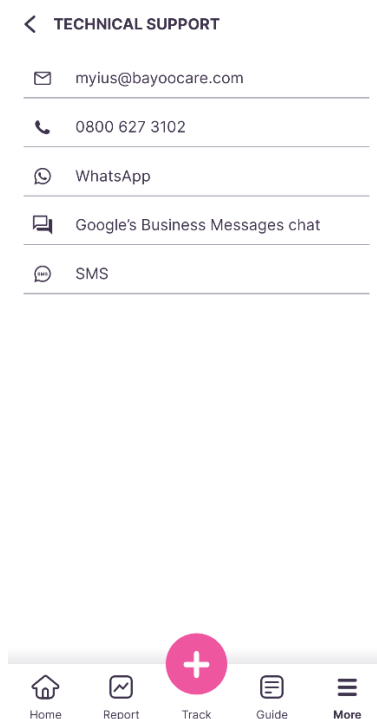 TECHNICAL SUPPORT
myius@bayoocare.com
0800 627 3102
WhatsApp
Google's Business Messages chat
SMS
Home
Report
Track
Guide
More